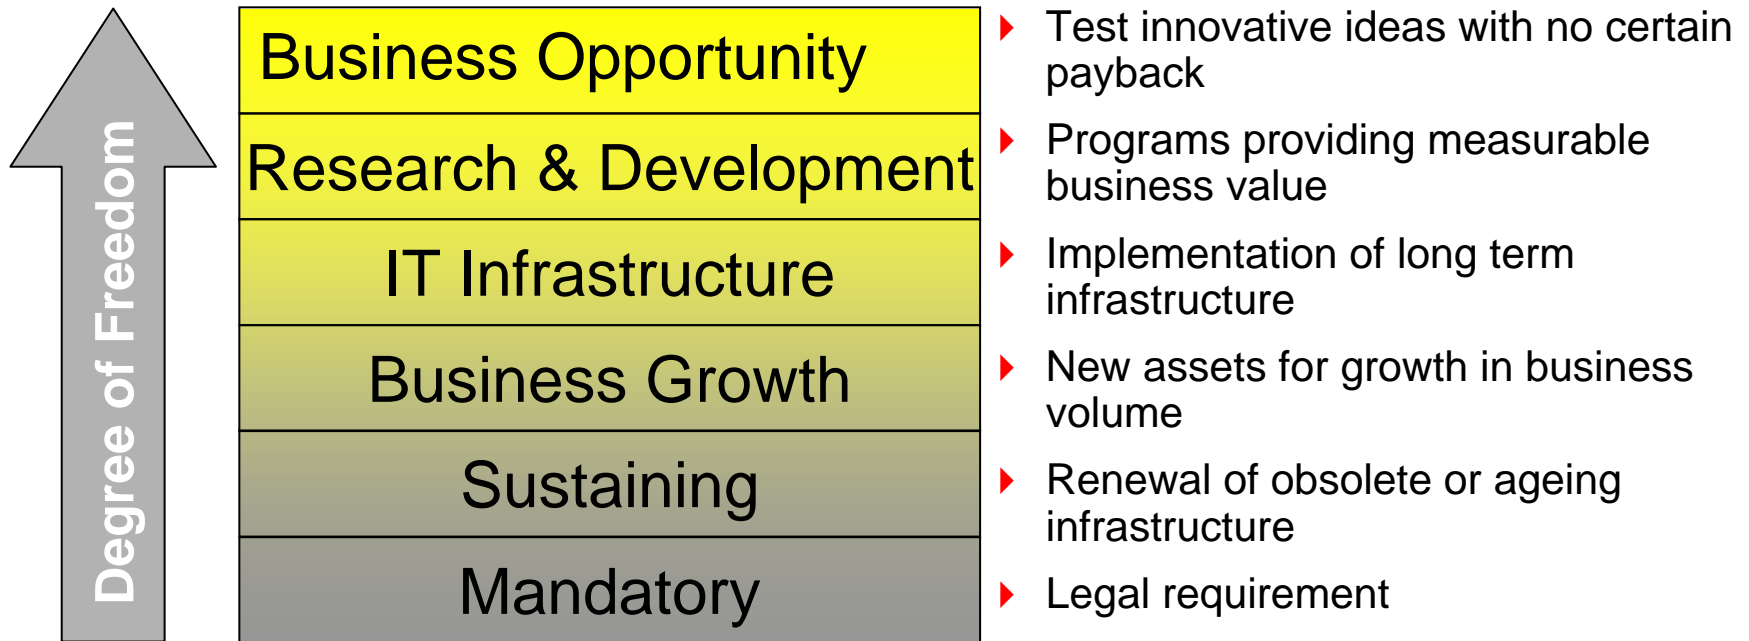 Degree of Freedom
Business Opportunity
Test innovative ideas with no certain
payback
Research & Development
Programs providing measurable
business value
IT Infrastructure
Implementation of long term
infrastructure
Business Growth
New assets for growth in business
volume
Sustaining
Renewal of obsolete or ageing
infrastructure
Mandatory
Legal requirement